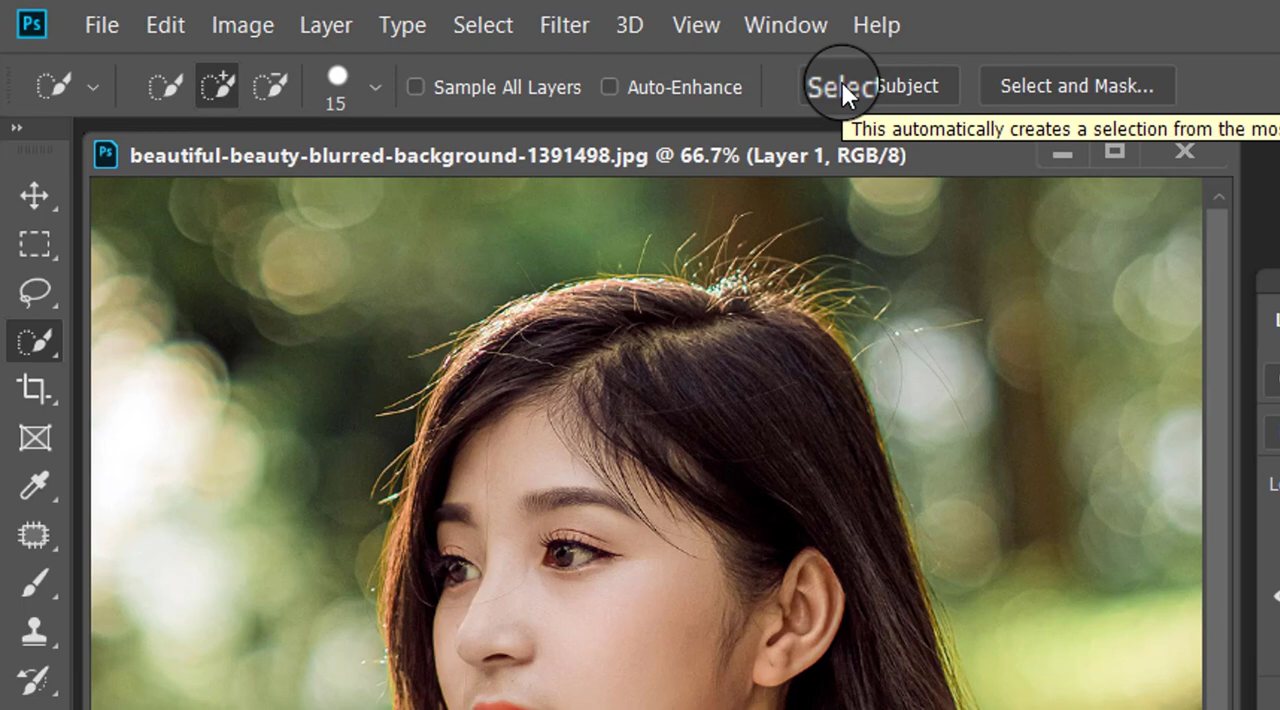 Ps File Edit Image Layer Type Select Filter 3D View Window Help
15 Sample All Layers Auto-Enhance Select Subject Select and Mask...
This automatically creates a selection from the
Ps beautiful-beauty-blurred-background-1391498.jpg @ 66.7% (Layer 1, RGB/8)